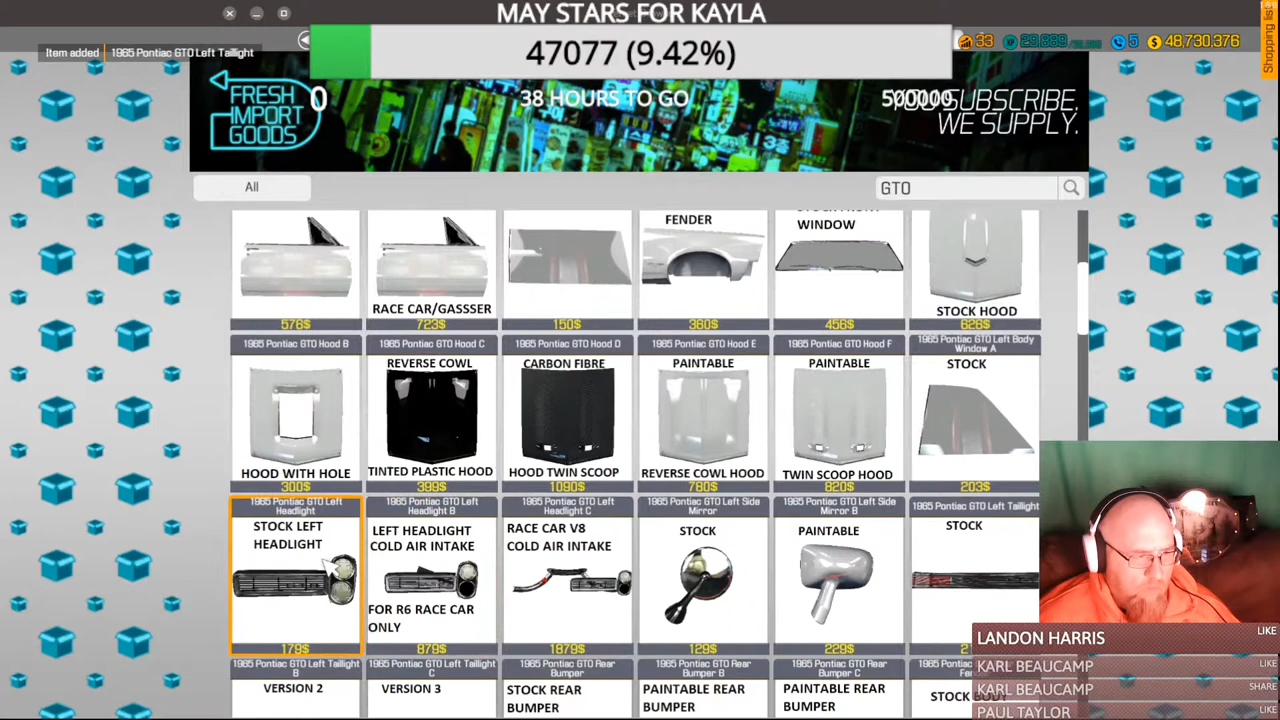 MAY STARS FOR KAYLA
47077 (9.42%)
Item added
1965 Pontiac GTO Left Taillight
33
5
48,730,376
Shopping list
FRESH
IMPORT
GOODS
0
38 HOURS TO GO
500000
SUBSCRIBE.
WE SUPPLY.
All
GTO
FENDER
WINDOW
RACE CAR/GASSSER
STOCK HOOD
576$
723$
150$
360$
456$
626$
1965 Pontiac GTO Hood B
1965 Pontiac GTO Hood C
1965 Pontiac GTO Hood D
1965 Pontiac GTO Hood E
1965 Pontiac GTO Hood F
1965 Pontiac GTO Left Body
Window A
REVERSE COWL
CARBON FIBRE
PAINTABLE
PAINTABLE
STOCK
HOOD WITH HOLE
TINTED PLASTIC HOOD
HOOD TWIN SCOOP
REVERSE COWL HOOD
TWIN SCOOP HOOD
300$
399$
1090$
780$
820$
203$
1965 Pontiac GTO Left
Headlight
1965 Pontiac GTO Left
Headlight B
1965 Pontiac GTO Left
Headlight C
1965 Pontiac GTO Left Side
Mirror
1965 Pontiac GTO Left Side
Mirror B
1965 Pontiac GTO Left Taillight
STOCK LEFT
HEADLIGHT
LEFT HEADLIGHT
COLD AIR INTAKE
FOR R6 RACE CAR
ONLY
RACE CAR V8
COLD AIR INTAKE
STOCK
PAINTABLE
STOCK
179$
879$
1879$
129$
229$
1965 Pontiac GTO Left Taillight
B
1965 Pontiac GTO Left Taillight
C
1965 Pontiac GTO Rear
Bumper
1965 Pontiac GTO Rear
Bumper B
1965 Pontiac GTO Rear
Bumper C
VERSION 2
VERSION 3
STOCK REAR
BUMPER
PAINTABLE REAR
BUMPER
PAINTABLE REAR
BUMPER
LANDON HARRIS
LIKE
KARL BEAUCAMP
LIKE
KARL BEAUCAMP
SHARE
PAUL TAYLOR
LIKE